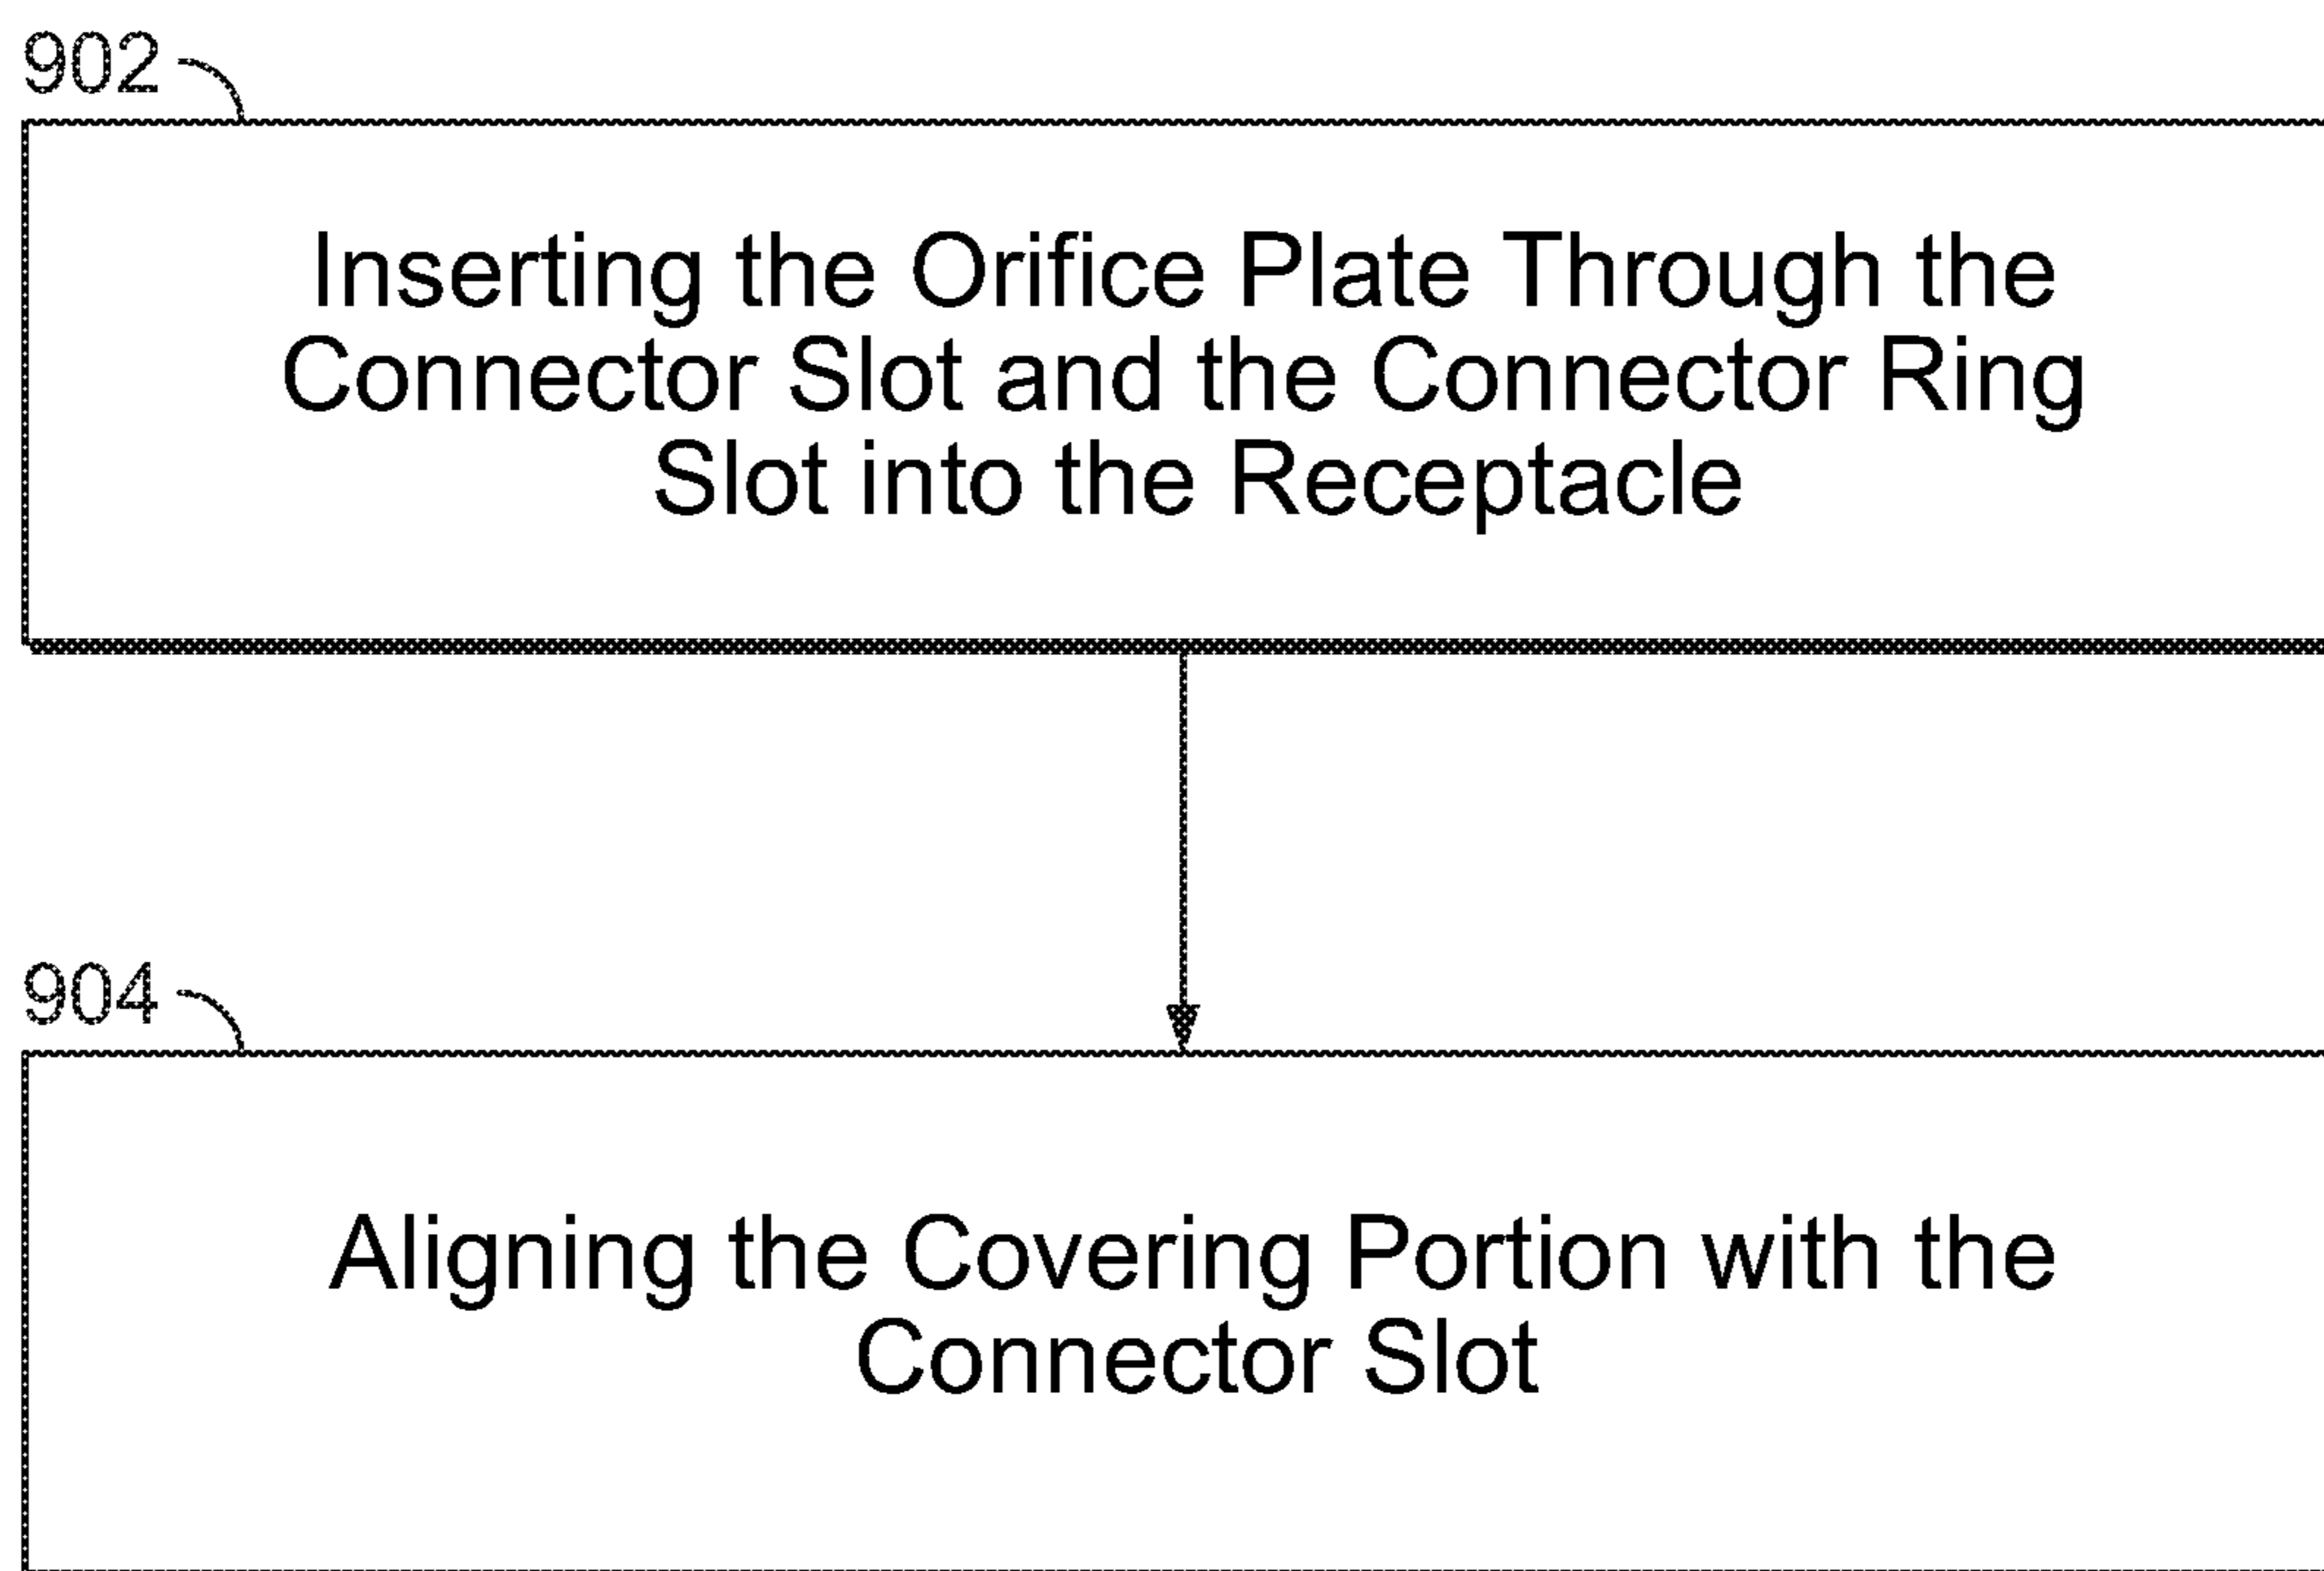 902
Inserting the Orifice Plate Through the
Connector Slot and the Connector Ring
Slot into the Receptacle
904
Aligning the Covering Portion with the
Connector Slot